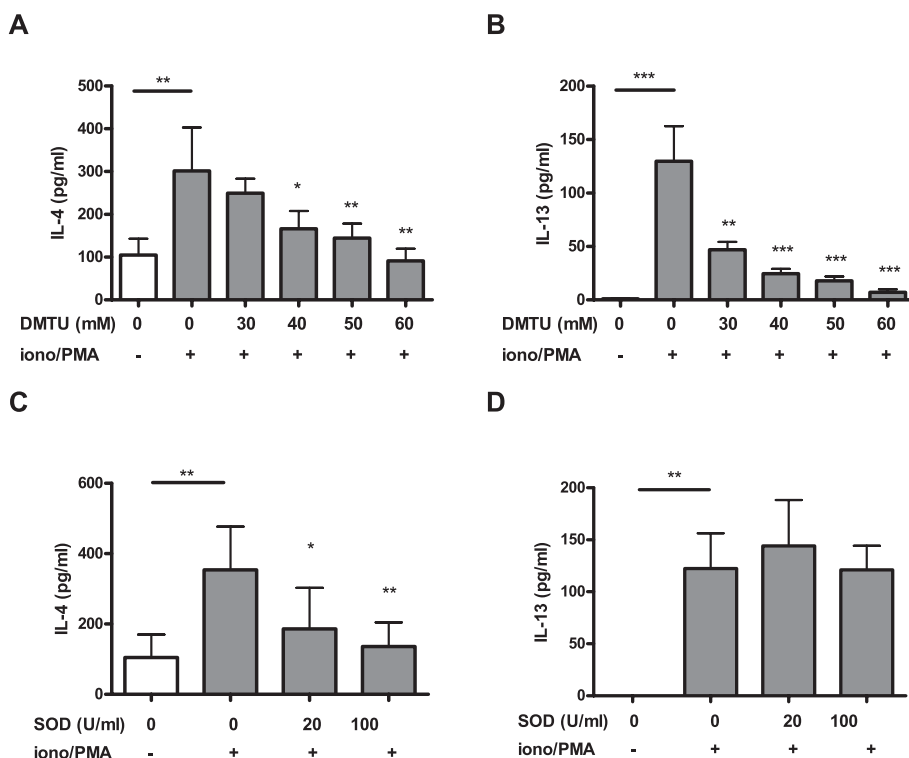 A
**
500
400
300
200
100
0
IL-4 (pg/ml)
*
**
**
DMTU (mM) 0 0 30 40 50 60
iono/PMA - + + + + +
B
***
200
150
100
50
0
IL-13 (pg/ml)
**
***
***
***
DMTU (mM) 0 0 30 40 50 60
iono/PMA - + + + + +
C
**
600
400
200
0
IL-4 (pg/ml)
*
**
SOD (U/ml) 0 0 20 100
iono/PMA - + + +
D
**
200
150
100
50
0
IL-13 (pg/ml)
SOD (U/ml) 0 0 20 100
iono/PMA - + + +